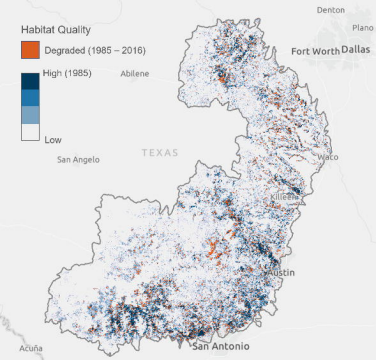 Habitat Quality
Degraded (1985 – 2016)
High (1985)
Low
Denton
Plano
Fort Worth
Dallas
Abilene
TEXAS
San Angelo
Waco
Killeen
Austin
San Antonio
Acuña